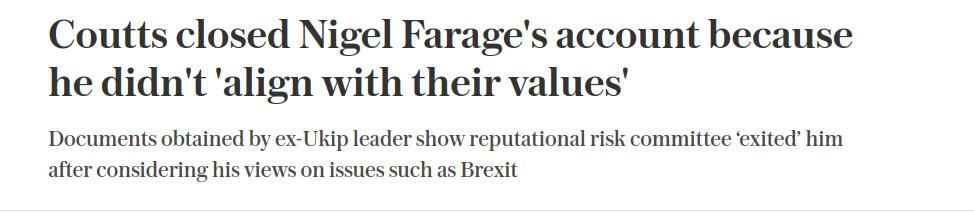 Coutts closed Nigel Farage's account because
he didn't 'align with their values'
Documents obtained by ex-Ukip leader show reputational risk committee ‘exited’ him
after considering his views on issues such as Brexit